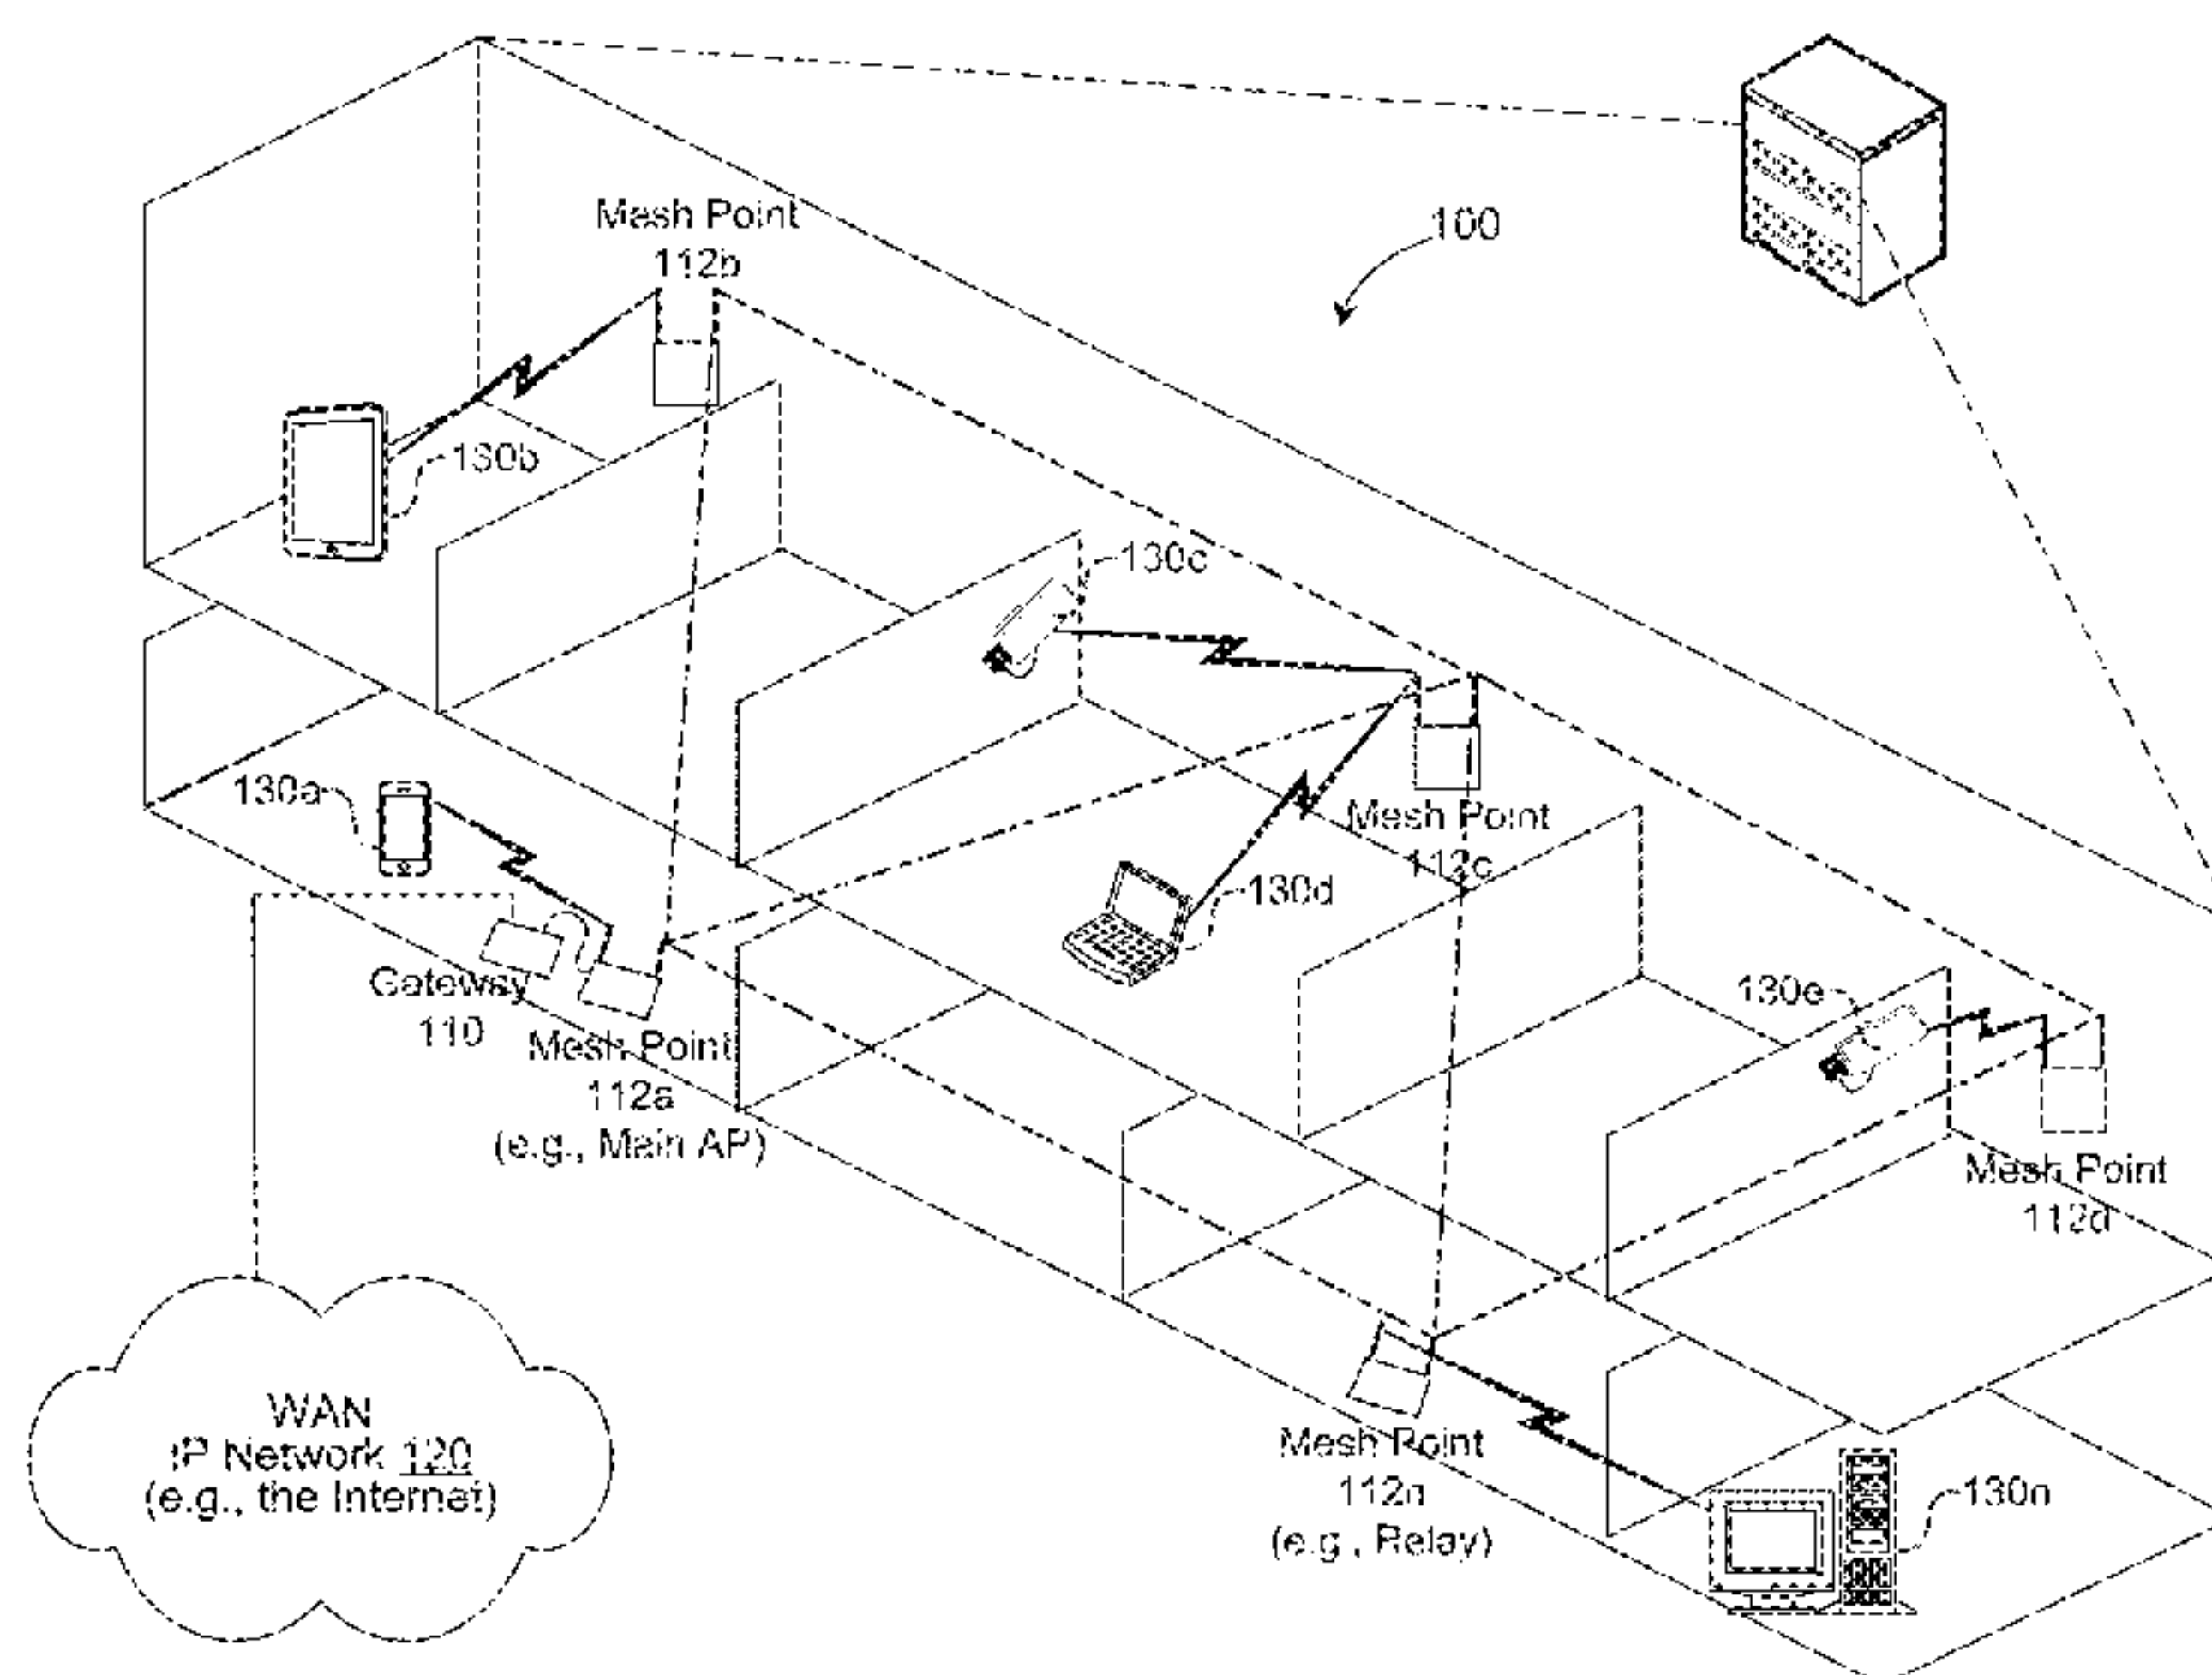 Mesh Point
112b
100
130b
130c
130a
Mesh Point
112c
130d
Gateway
110
Mesh Point
112a
(e.g., Main AP)
130e
Mesh Point
112d
WAN
IP Network 120
(e.g., the Internet)
Mesh Point
112n
(e.g., Relay)
130n